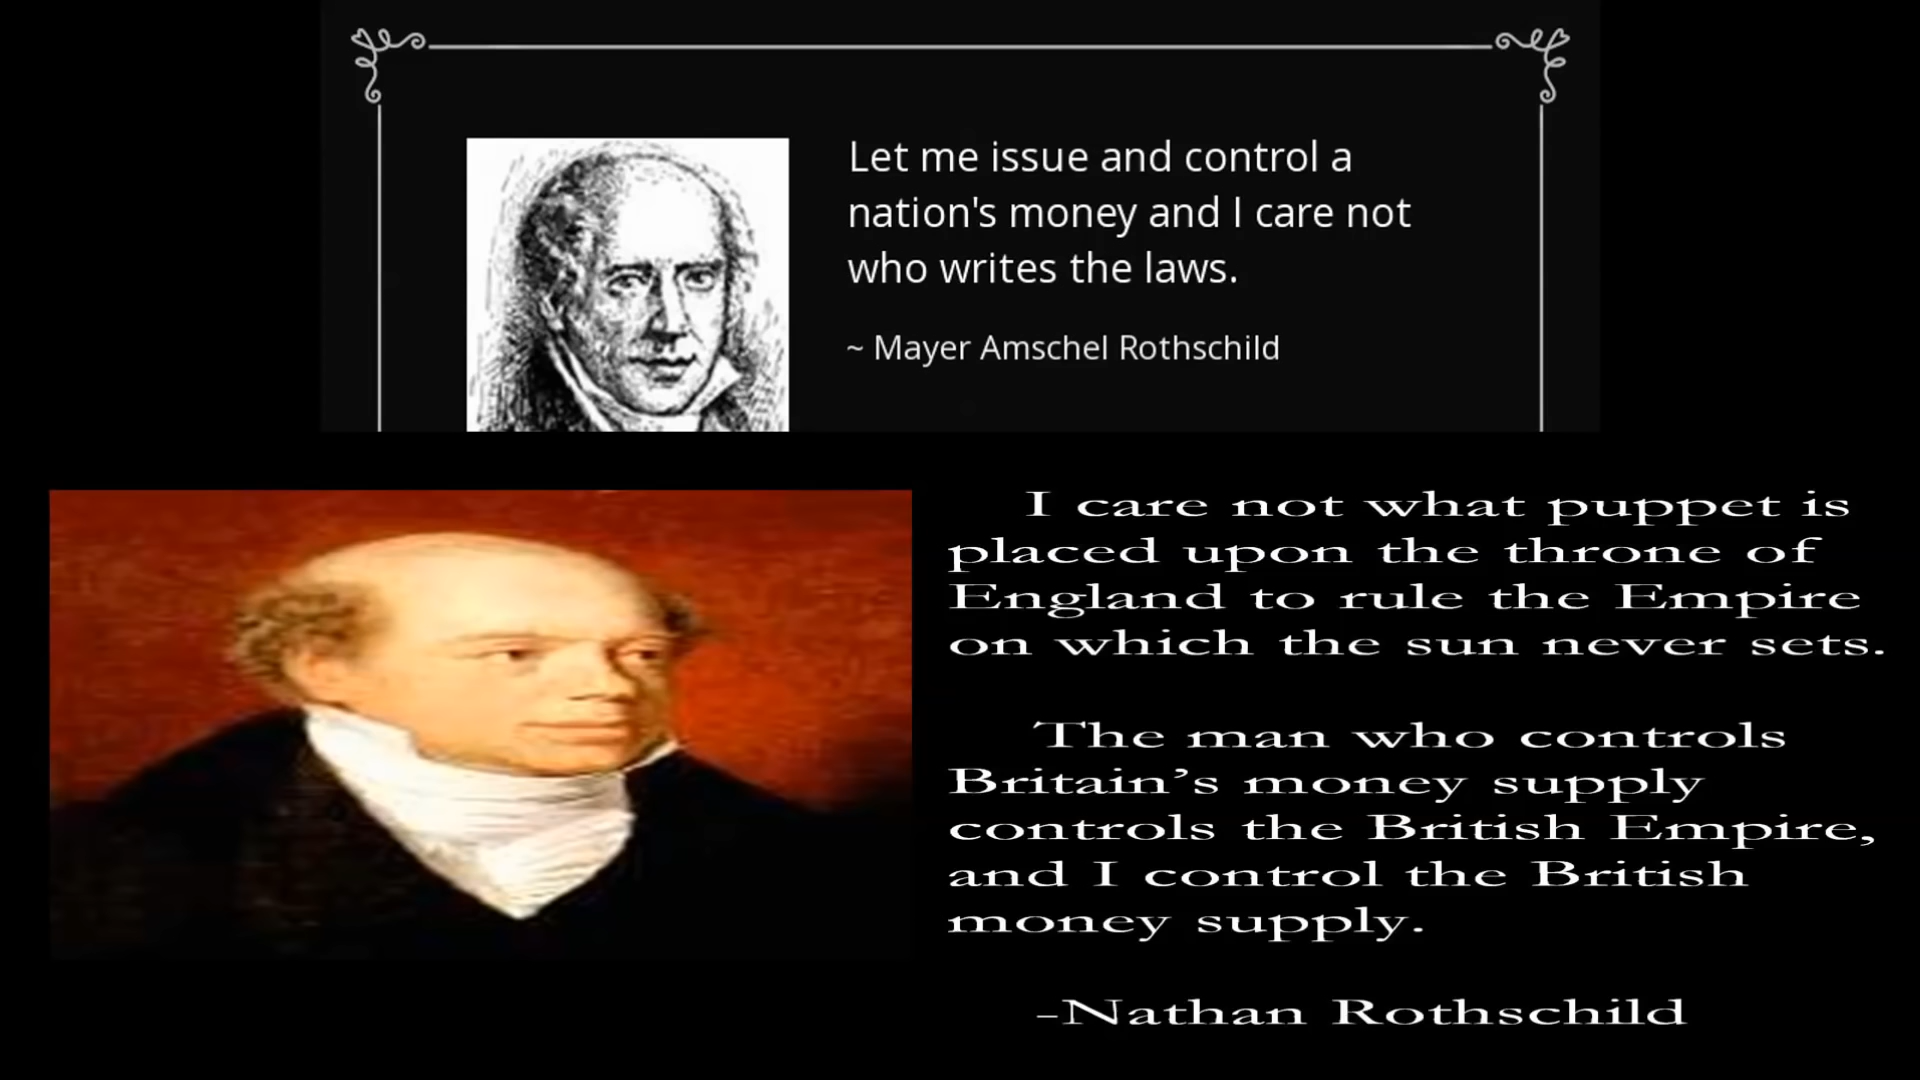 Let me issue and control a
nation's money and I care not
who writes the laws.
~ Mayer Amschel Rothschild
I care not what puppet is
placed upon the throne of
England to rule the Empire
on which the sun never sets.
The man who controls
Britain’s money supply
controls the British Empire,
and I control the British
money supply.
-Nathan Rothschild